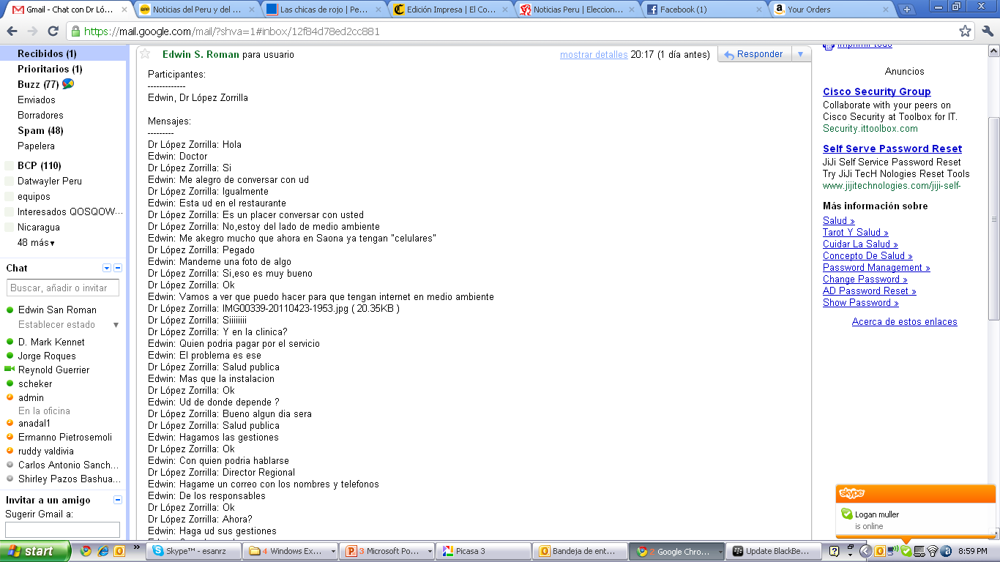 Gmail - Chat con Dr Ló...
Noticias del Peru y del ...
Las chicas de rojo | Pe...
Edición Impresa | El Co...
Noticias Peru | Eleccion...
Facebook (1)
Your Orders
https://mail.google.com/mail/?shva=1#inbox/12f84d78ed2cc881
Recibidos (1)
Prioritarios (1)
Buzz (77)
Enviados
Borradores
Spam (48)
Papelera
BCP (110)
Datwayler Peru
equipos
Interesados QOSQOW...
Nicaragua
48 más▼
Chat
Buscar, añadir o invitar
Edwin San Roman
Establecer estado
D. Mark Kennet
Jorge Roques
Reynold Guerrier
scheker
admin
En la oficina
anadal1
Ermanno Pietrosemoli
ruddy valdivia
Carlos Antonio Sanch...
Shirley Pazos Bashua...
Invitar a un amigo
Sugerir Gmail a:
Edwin S. Roman para usuario
mostrar detalles 20:17 (1 día antes)
Responder
Participantes:
-------------
Edwin, Dr López Zorrilla
Mensajes:
---------
Dr López Zorrilla: Hola
Edwin: Doctor
Dr López Zorrilla: Si
Edwin: Me alegro de conversar con ud
Dr López Zorrilla: Igualmente
Edwin: Esta ud en el restaurante
Dr López Zorrilla: Es un placer conversar con usted
Dr López Zorrilla: No,estoy del lado de medio ambiente
Edwin: Me akegro mucho que ahora en Saona ya tengan "celulares"
Dr López Zorrilla: Pegado
Edwin: Mandeme una foto de algo
Dr López Zorrilla: Si,eso es muy bueno
Dr López Zorrilla: Ok
Edwin: Vamos a ver que puedo hacer para que tengan internet en medio ambiente
Dr López Zorrilla: IMG00339-20110423-1953.jpg ( 20.35KB )
Dr López Zorrilla: Siiiiiiii
Dr López Zorrilla: Y en la clinica?
Edwin: Quien podria pagar por el servicio
Edwin: El problema es ese
Dr López Zorrilla: Salud publica
Edwin: Mas que la instalacion
Dr López Zorrilla: Ok
Edwin: Ud de donde depende ?
Dr López Zorrilla: Bueno algun dia sera
Dr López Zorrilla: Salud publica
Edwin: Hagamos las gestiones
Dr López Zorrilla: Ok
Edwin: Con quien podria hablarse
Dr López Zorrilla: Director Regional
Edwin: Hagame un correo con los nombres y telefonos
Edwin: De los responsables
Dr López Zorrilla: Ok
Dr López Zorrilla: Ahora?
Edwin: Haga ud sus gestiones
Imprimir todo
Anuncios
Cisco Security Group
Collaborate with your peers on
Cisco Security at Toolbox for IT.
Security.ittoolbox.com
Self Serve Password Reset
JiJi Self Service Password Reset
Try JiJi TecH Nologies Reset Tools
www.jijitechnologies.com/jiji-self-
Más información sobre
Salud »
Tarot Y Salud »
Cuidar La Salud »
Concepto De Salud »
Password Management »
Change Password »
AD Password Reset »
Show Password »
Acerca de estos enlaces
skype
Logan muller
is online
start
Skype™ - esanrz
4 Windows Ex...
3 Microsoft Po...
Picasa 3
Bandeja de ent...
2 Google Chro...
Update BlackBe...
8:59 PM